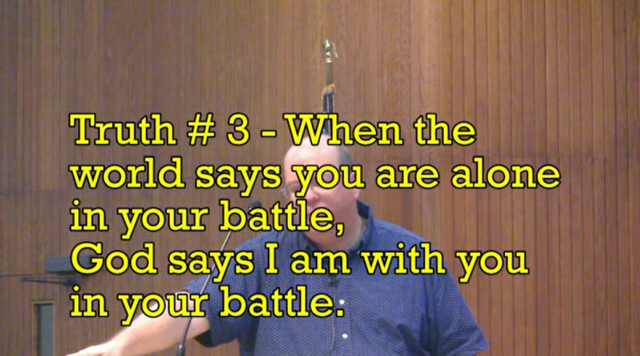 Truth # 3 - When the
world says you are alone
in your battle,
God says I am with you
in your battle.